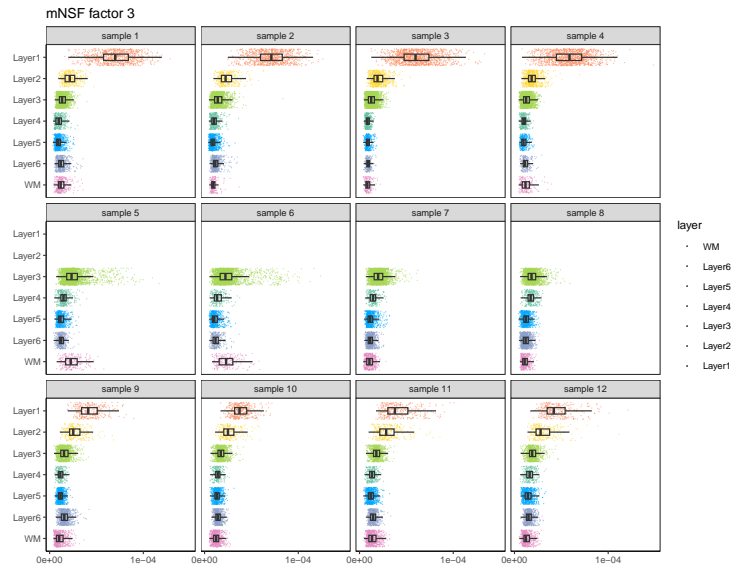 mNSF factor 3
sample 1
sample 2
sample 3
sample 4
Layer1
Layer2
Layer3
Layer4
Layer5
Layer6
WM
sample 5
sample 6
sample 7
sample 8
Layer1
Layer2
Layer3
Layer4
Layer5
Layer6
WM
layer
WM
Layer6
Layer5
Layer4
Layer3
Layer2
Layer1
sample 9
sample 10
sample 11
sample 12
Layer1
Layer2
Layer3
Layer4
Layer5
Layer6
WM
0e+00
1e−04
0e+00
1e−04
0e+00
1e−04
0e+00
1e−04